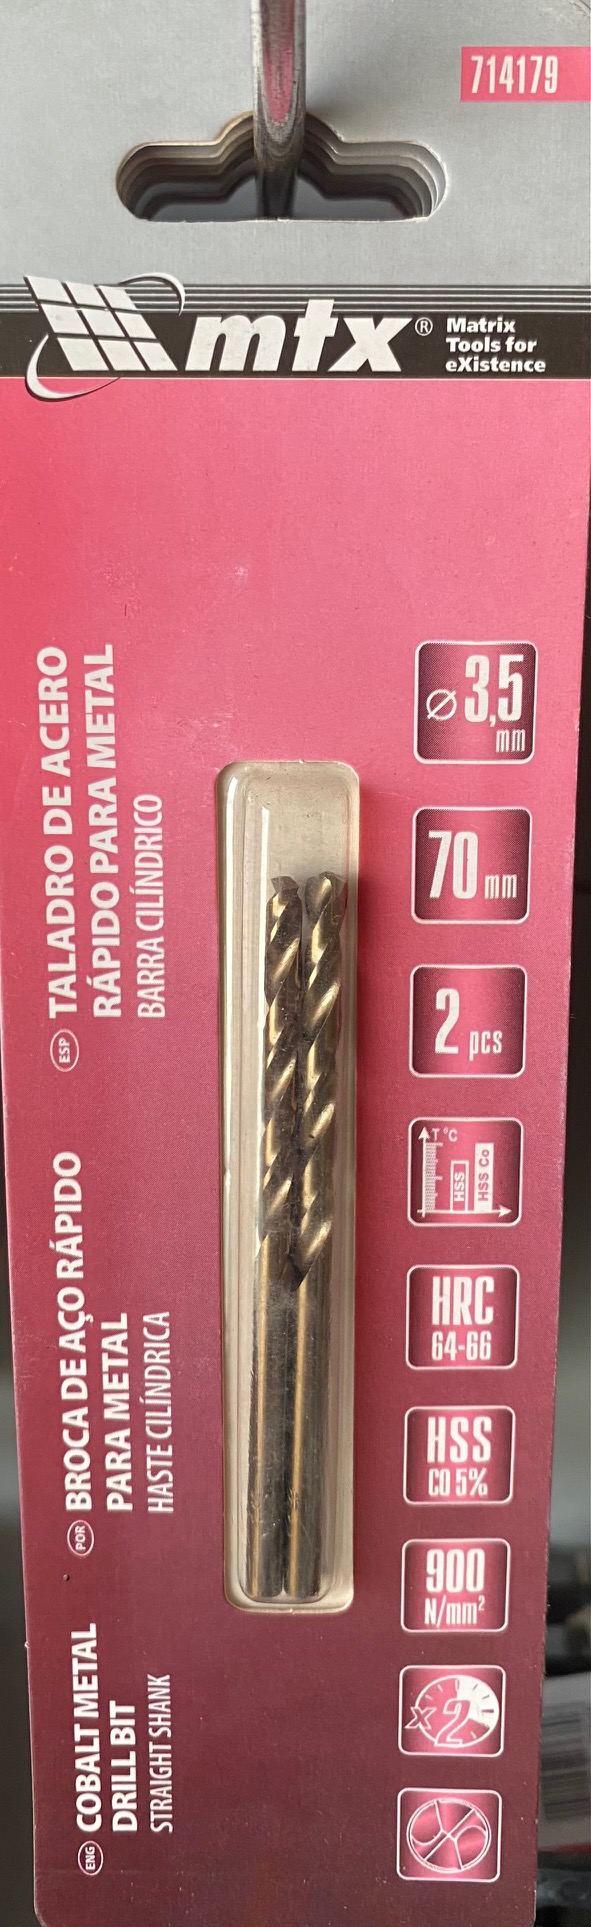 714179
mtx®
Matrix
Tools for
eXistence
ESP TALADRO DE ACERO
RÁPIDO PARA METAL
BARRA CILÍNDRICO
POR BROCA DE AÇO RÁPIDO
PARA METAL
HASTE CILÍNDRICA
ENG COBALT METAL
DRILL BIT
STRAIGHT SHANK
Ø 3,5
mm
70 mm
2 pcs
T °C
HSS
HSS Co
HRC
64-66
HSS
CO 5%
900
N/mm²
x2